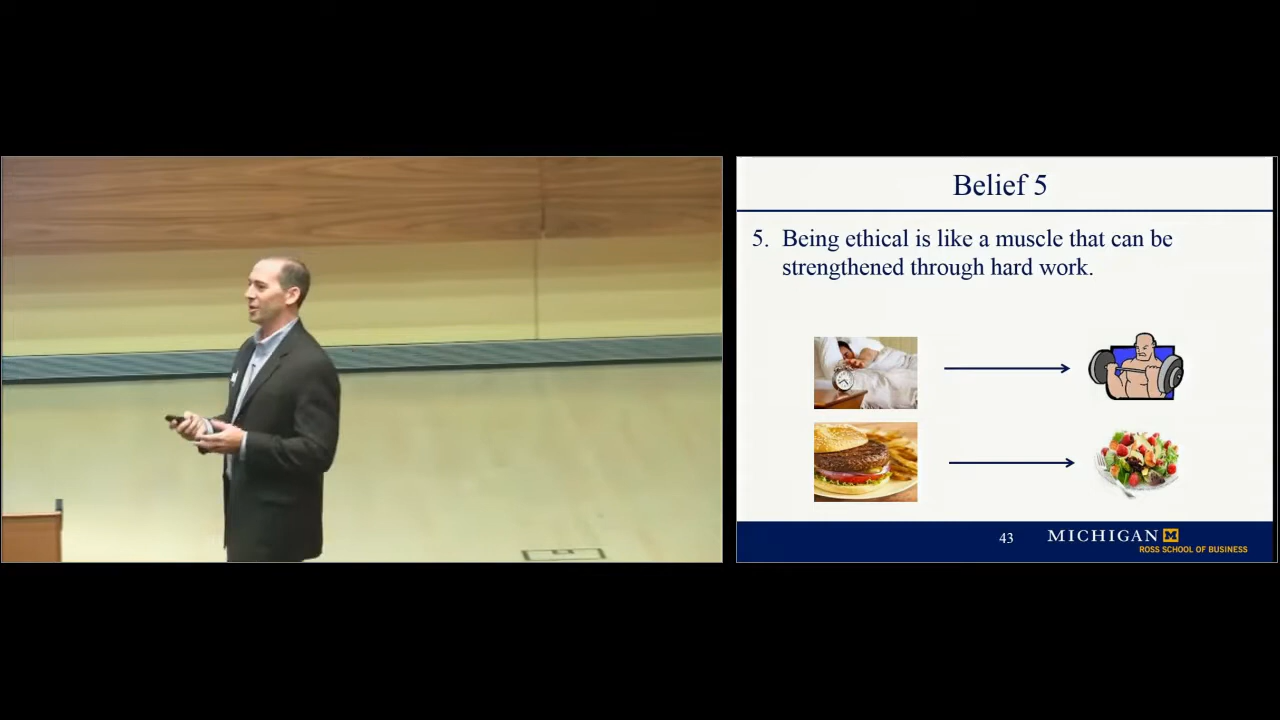 Belief 5
5. Being ethical is like a muscle that can be
strengthened through hard work.
43
MICHIGAN M
ROSS SCHOOL OF BUSINESS